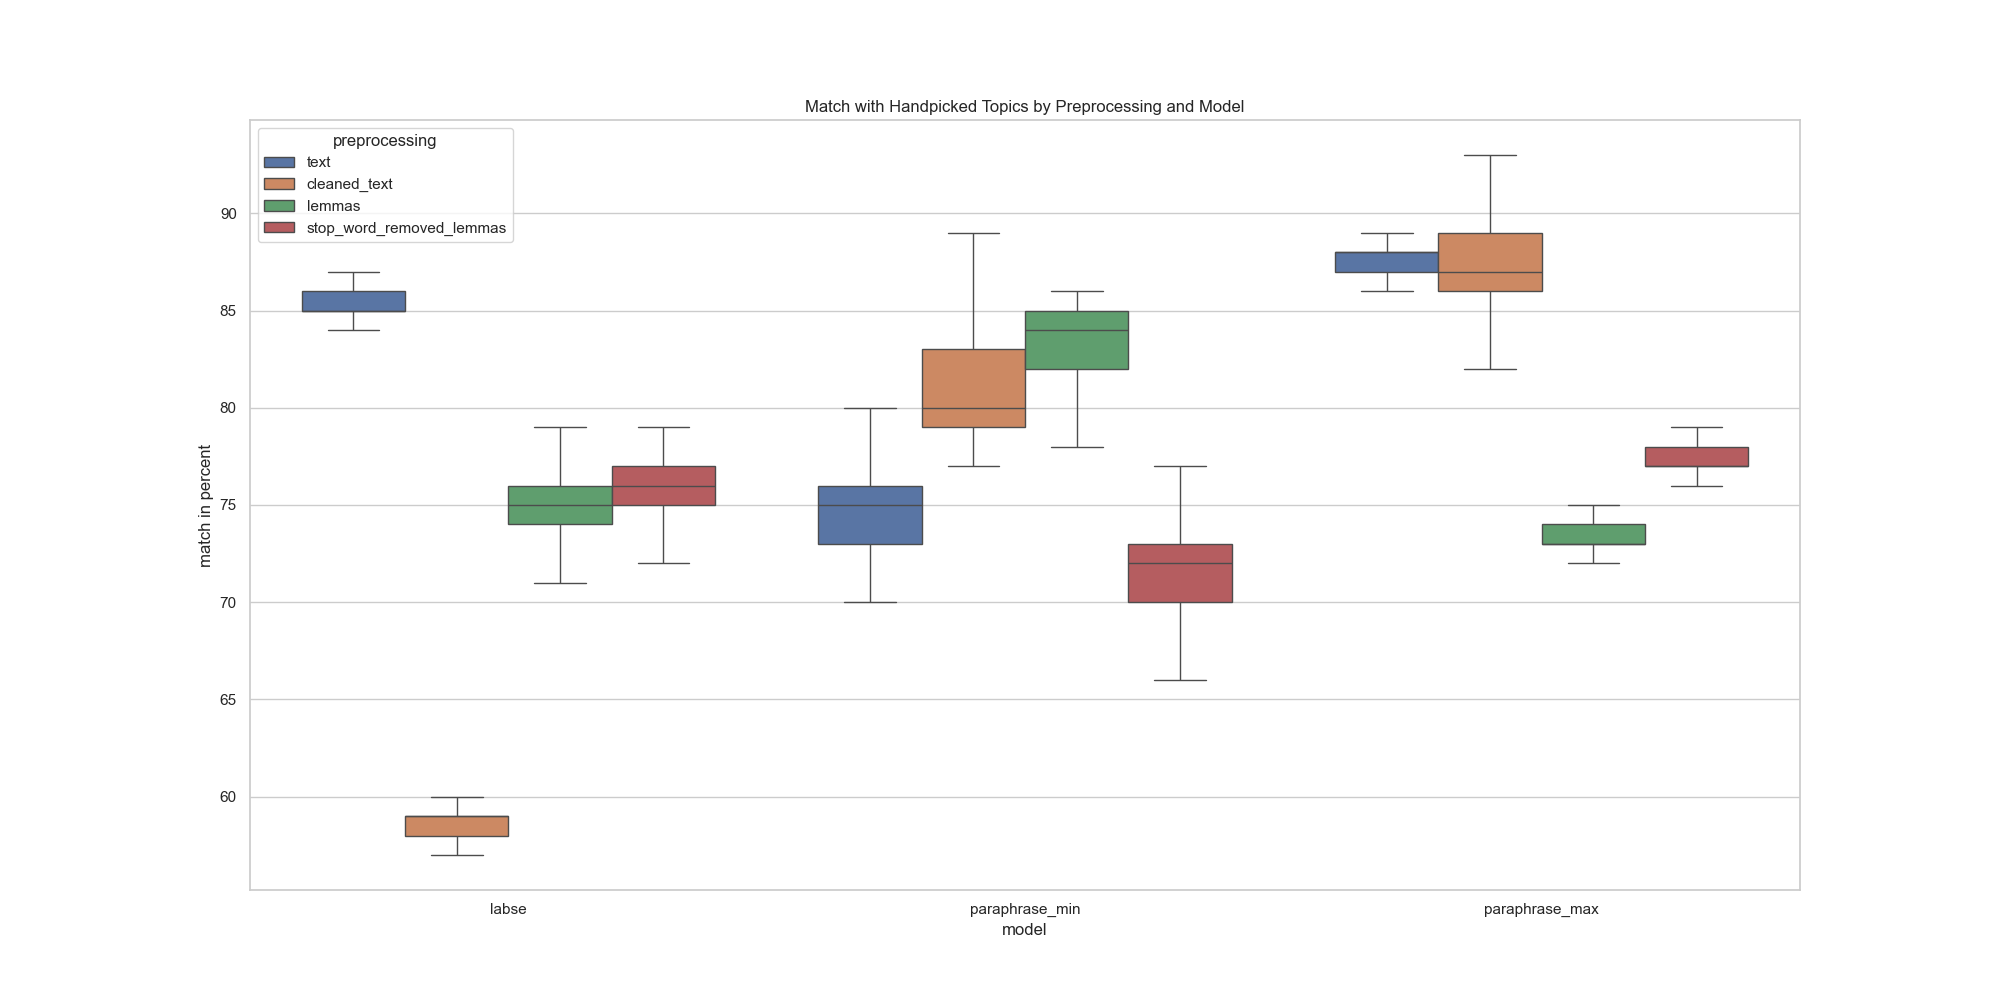 Match with Handpicked Topics by Preprocessing and Model
preprocessing
text
cleaned_text
lemmas
stop_word_removed_lemmas
match in percent
90
85
80
75
70
65
60
labse
paraphrase_min
paraphrase_max
model